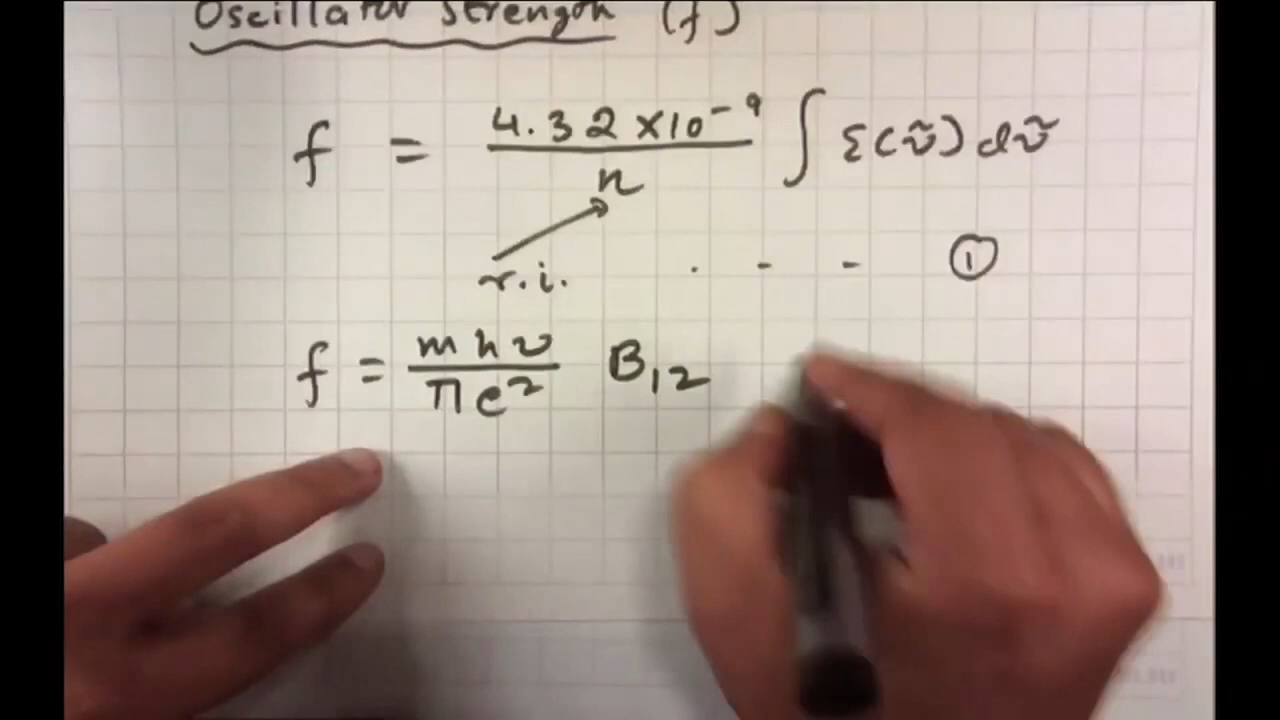 Oscillator Strength (f)
f = 4.32 x 10⁻⁹ / n ∫ Ɛ(ṽ) dṽ
r.i. . - - ①
f = m h ν / π e² B₁₂